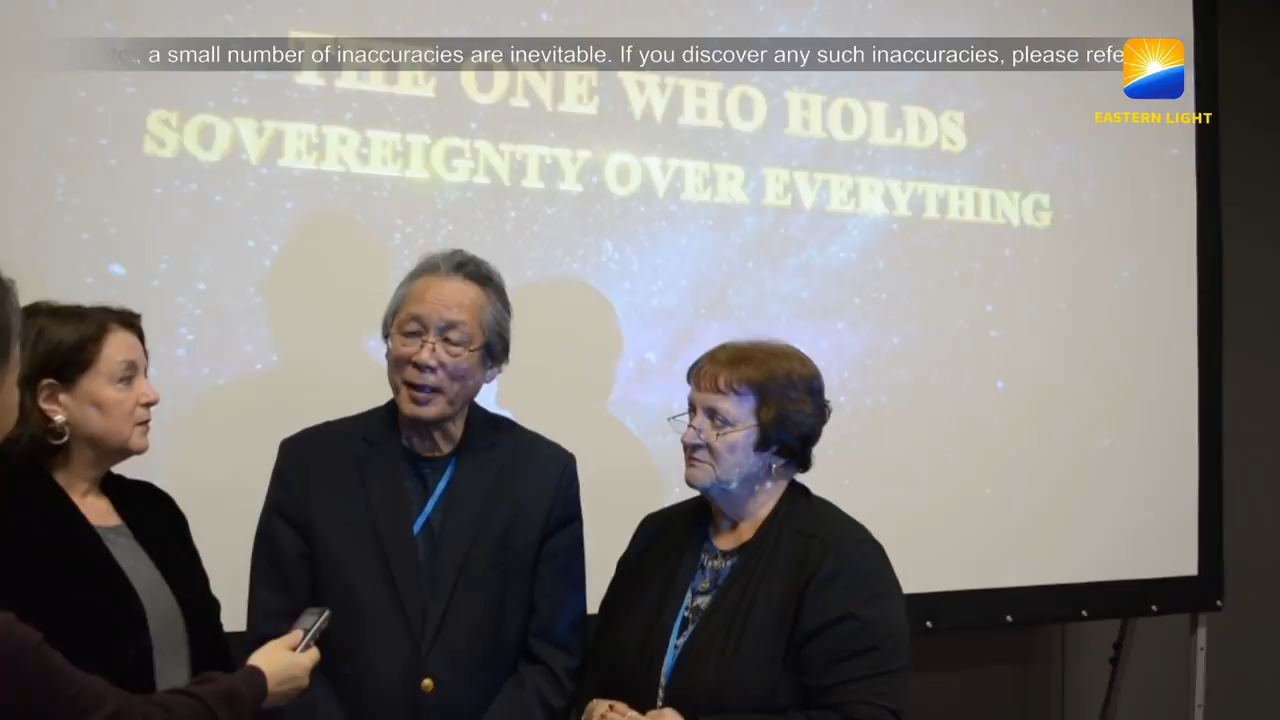 , a small number of inaccuracies are inevitable. If you discover any such inaccuracies, please refe
THE ONE WHO HOLDS
SOVEREIGNTY OVER EVERYTHING
EASTERN LIGHT